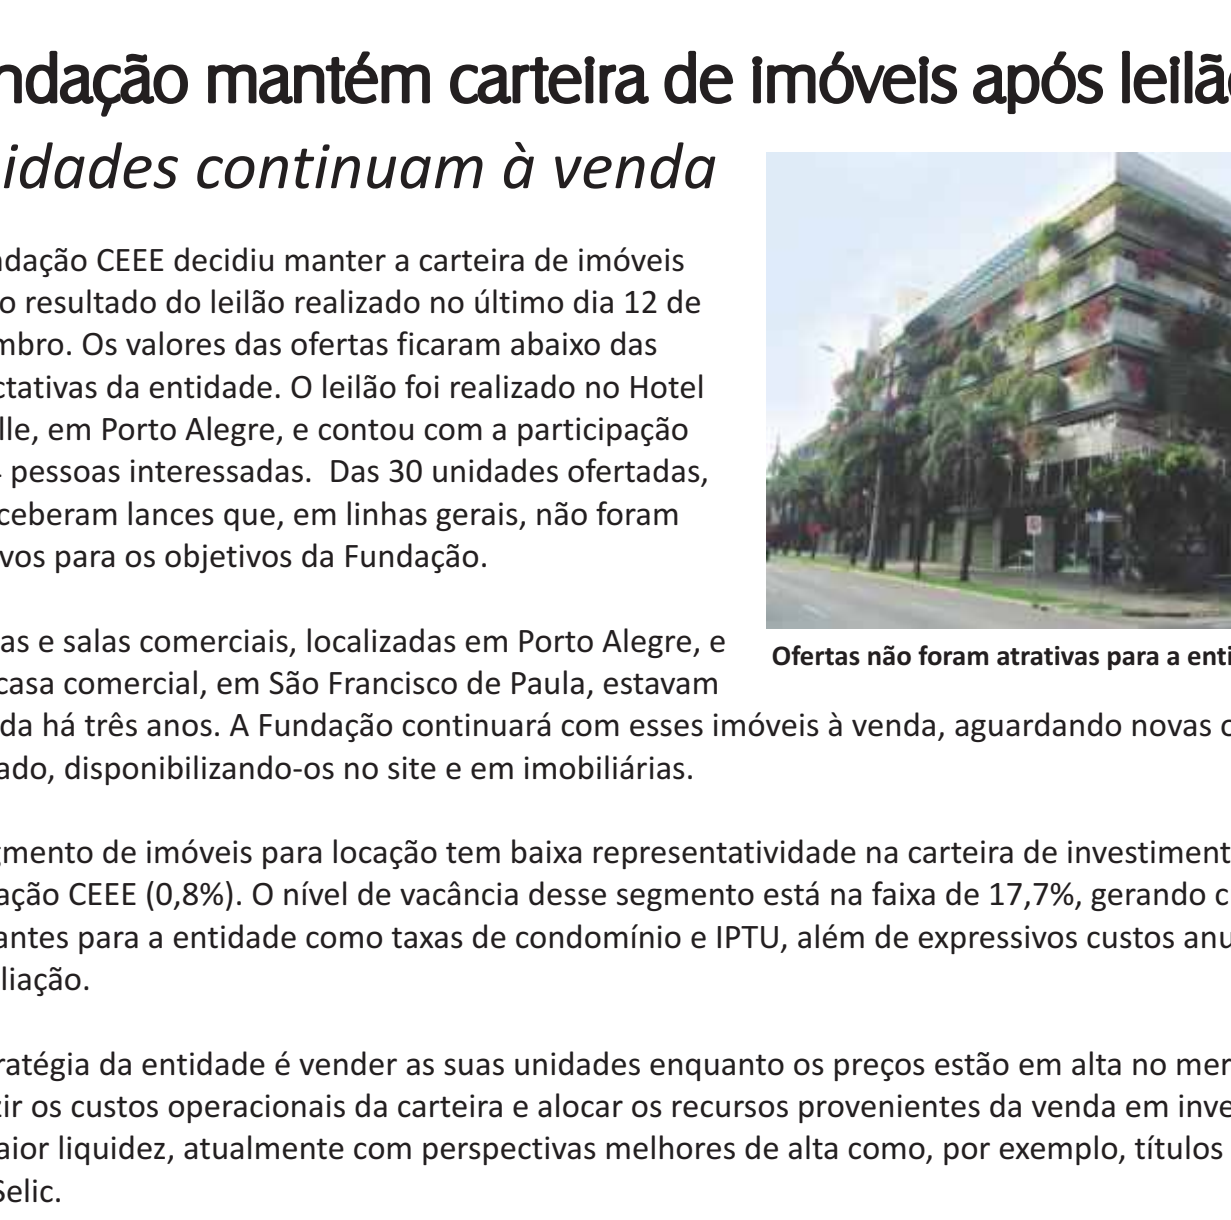 ndação mantém carteira de imóveis após leilão
idades continuam à venda
dação CEEE decidiu manter a carteira de imóveis
o resultado do leilão realizado no último dia 12 de
mbro. Os valores das ofertas ficaram abaixo das
ctativas da entidade. O leilão foi realizado no Hotel
lle, em Porto Alegre, e contou com a participação
pessoas interessadas. Das 30 unidades ofertadas,
ceberam lances que, em linhas gerais, não foram
vos para os objetivos da Fundação.
as e salas comerciais, localizadas em Porto Alegre, e
casa comercial, em São Francisco de Paula, estavam
da há três anos. A Fundação continuará com esses imóveis à venda, aguardando novas
ado, disponibilizando-os no site e em imobiliárias.
Ofertas não foram atrativas para a enti
gmento de imóveis para locação tem baixa representatividade na carteira de investiment
ação CEEE (0,8%). O nível de vacância desse segmento está na faixa de 17,7%, gerando c
antes para a entidade como taxas de condomínio e IPTU, além de expressivos custos anu
liação.
ratégia da entidade é vender as suas unidades enquanto os preços estão em alta no mer
zir os custos operacionais da carteira e alocar os recursos provenientes da venda em inve
aior liquidez, atualmente com perspectivas melhores de alta como, por exemplo, títulos
Selic.